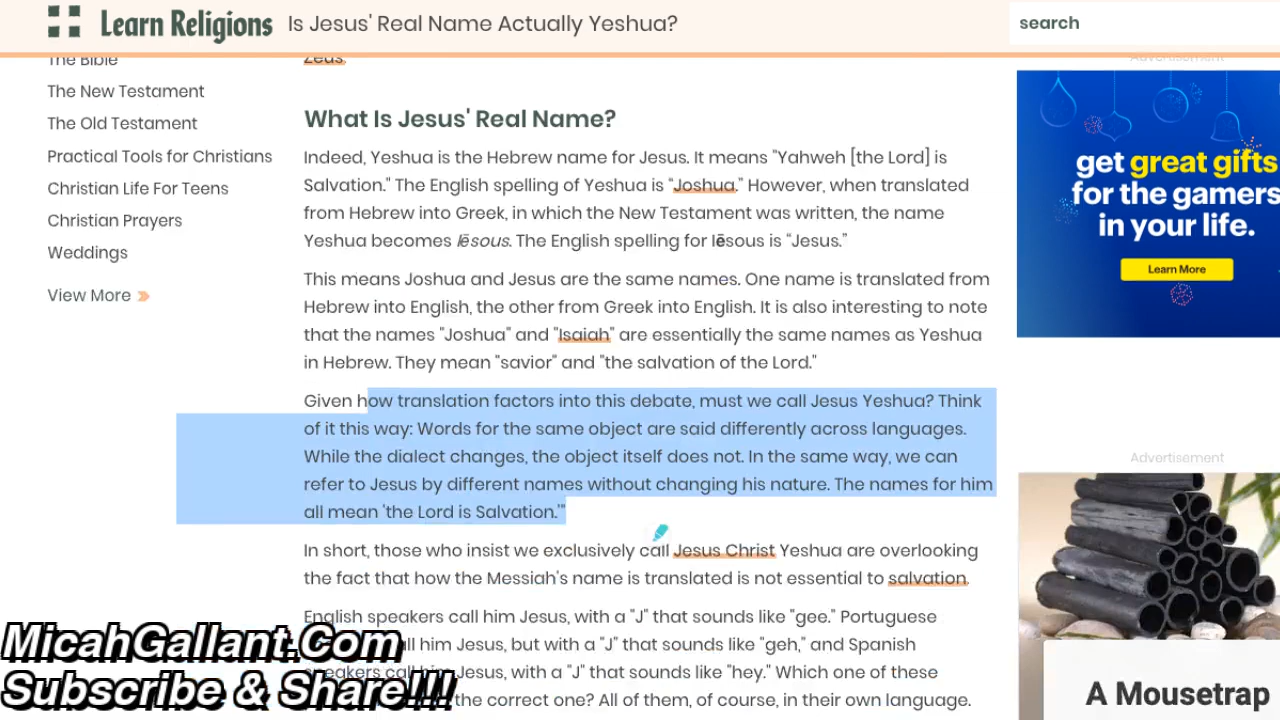 Learn Religions
Is Jesus' Real Name Actually Yeshua?
search
The Bible
The New Testament
The Old Testament
Practical Tools for Christians
Christian Life For Teens
Christian Prayers
Weddings
View More
Zeus.
What Is Jesus' Real Name?
Indeed, Yeshua is the Hebrew name for Jesus. It means "Yahweh [the Lord] is
Salvation." The English spelling of Yeshua is "Joshua." However, when translated
from Hebrew into Greek, in which the New Testament was written, the name
Yeshua becomes Iēsous. The English spelling for Iēsous is “Jesus.”
This means Joshua and Jesus are the same names. One name is translated from
Hebrew into English, the other from Greek into English. It is also interesting to note
that the names "Joshua" and "Isaiah" are essentially the same names as Yeshua
in Hebrew. They mean "savior" and "the salvation of the Lord."
Given how translation factors into this debate, must we call Jesus Yeshua? Think
of it this way: Words for the same object are said differently across languages.
While the dialect changes, the object itself does not. In the same way, we can
refer to Jesus by different names without changing his nature. The names for him
all mean 'the Lord is Salvation.'"
In short, those who insist we exclusively call Jesus Christ Yeshua are overlooking
the fact that how the Messiah's name is translated is not essential to salvation.
English speakers call him Jesus, with a "J" that sounds like "gee." Portuguese
call him Jesus, but with a "J" that sounds like "geh," and Spanish
speakers call him Jesus, with a "J" that sounds like "hey." Which one of these
the correct one? All of them, of course, in their own language.
Advertisement
get great gifts
for the gamers
in your life.
Learn More
Advertisement
A Mousetrap
MicahGallant.Com
Subscribe & Share!!!